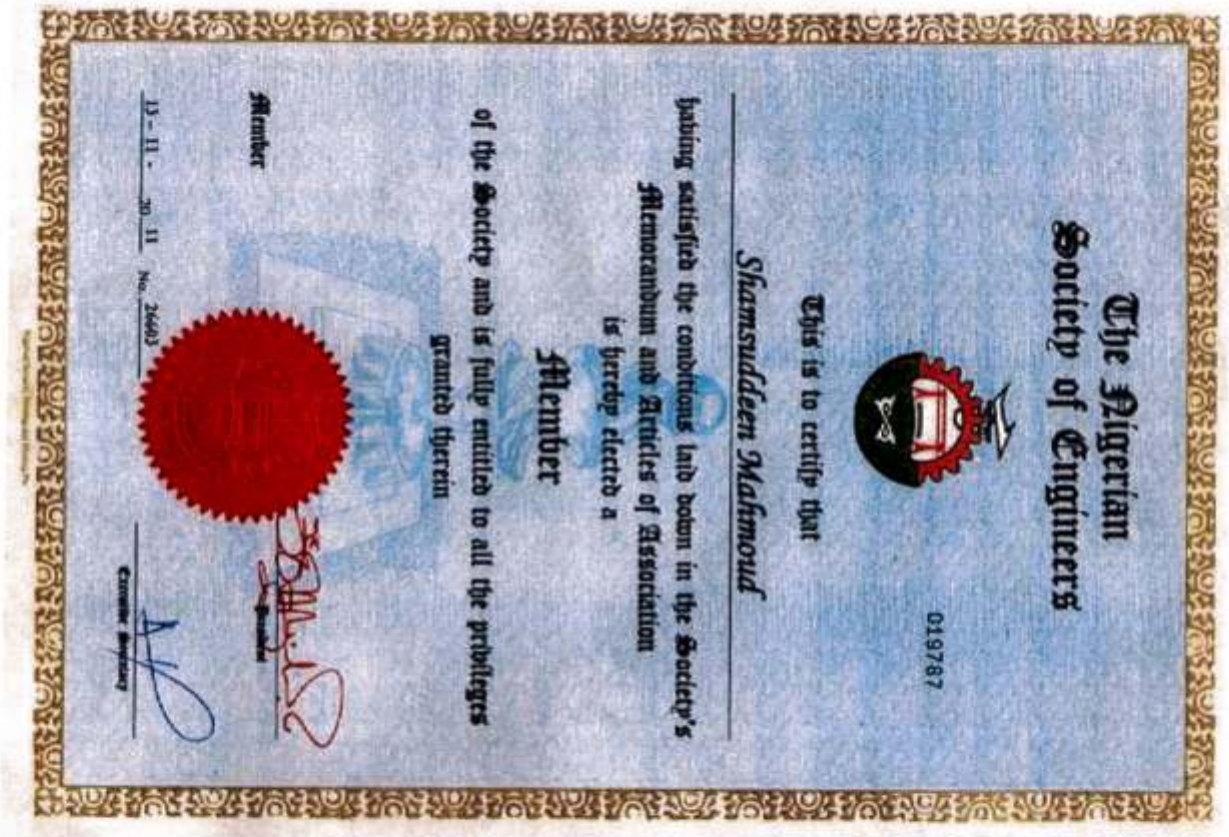 The Nigerian
Society of Engineers
019787
This is to certify that
Shamsuddeen Mahmoud
having satisfied the conditions laid down in the Society's
Memorandum and Articles of Association
is hereby elected a
Member
of the Society and is fully entitled to all the privileges
granted therein
President
Member
13 - 11 - 20 11 No. 26603
Executive Secretary